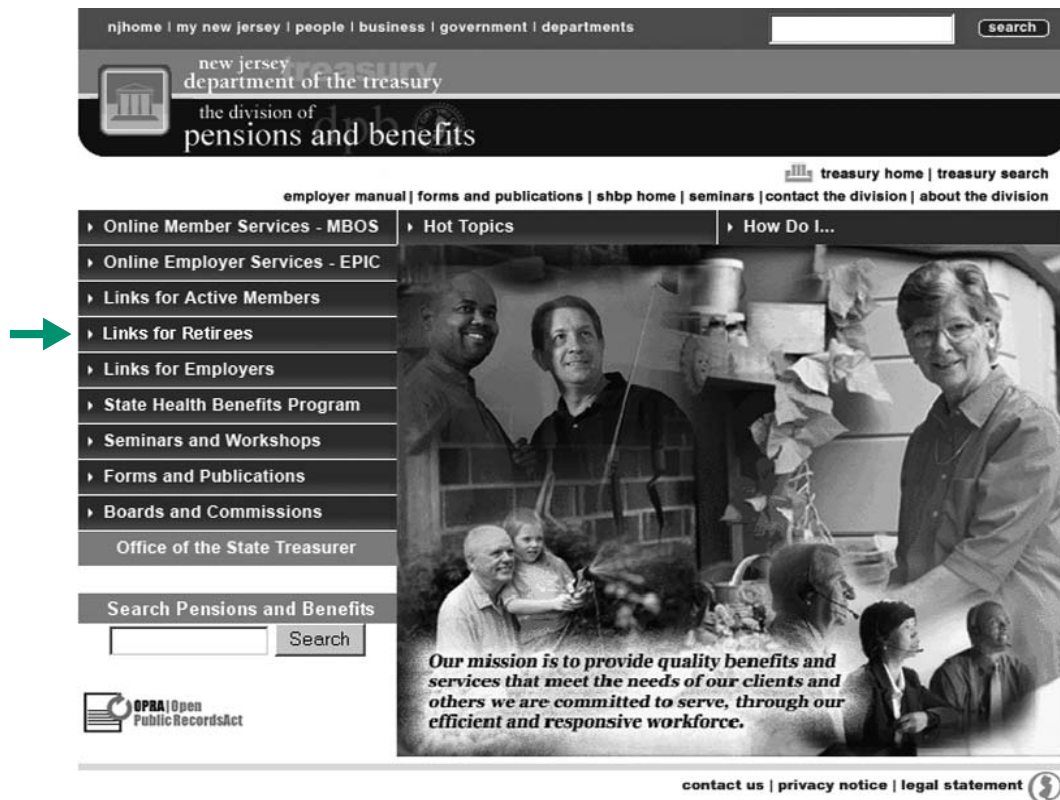 njhome | my new jersey | people | business | government | departments
search
new jersey
treasury
department of the treasury
the division of
dpb
pensions and benefits
treasury home | treasury search
employer manual | forms and publications | shbp home | seminars | contact the division | about the division
Online Member Services - MBOS
Hot Topics
How Do I...
Online Employer Services - EPIC
Links for Active Members
Links for Retirees
Links for Employers
State Health Benefits Program
Seminars and Workshops
Forms and Publications
Boards and Commissions
Office of the State Treasurer
Search Pensions and Benefits
Search
OPRA | Open
Public RecordsAct
Our mission is to provide quality benefits and
services that meet the needs of our clients and
others we are committed to serve, through our
efficient and responsive workforce.
contact us | privacy notice | legal statement